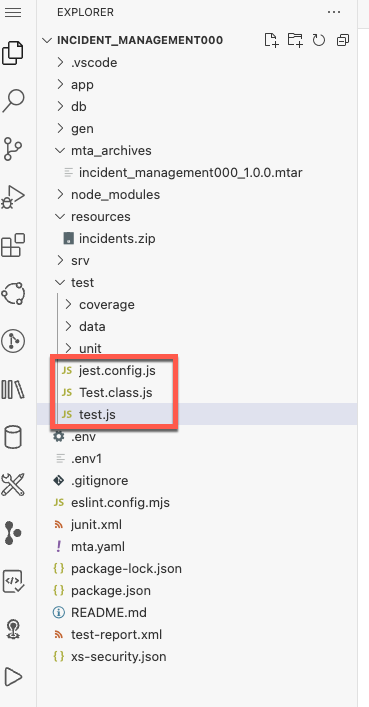 EXPLORER
INCIDENT_MANAGEMENT000
.vscode
app
db
gen
mta_archives
incident_management000_1.0.0.mtar
node_modules
resources
incidents.zip
srv
test
coverage
data
unit
JS jest.config.js
JS Test.class.js
JS test.js
.env
.env1
.gitignore
JS eslint.config.mjs
junit.xml
! mta.yaml
{} package-lock.json
{} package.json
README.md
test-report.xml
{} xs-security.json